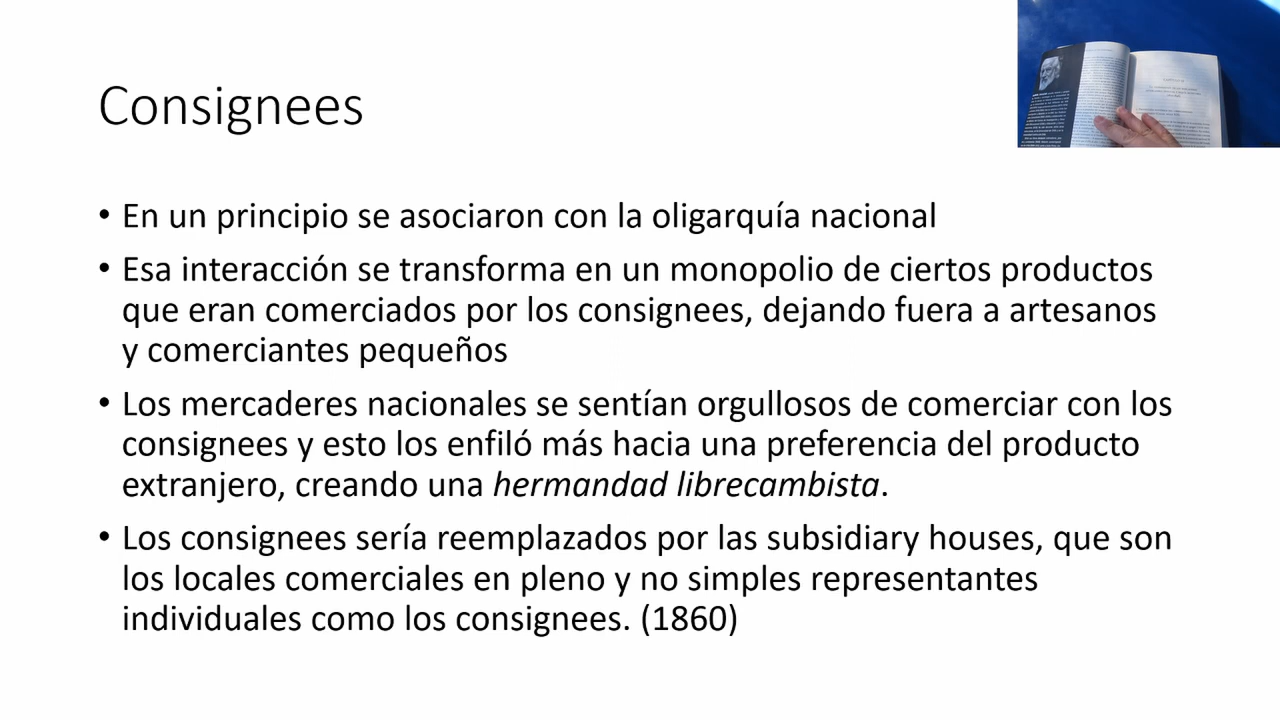 Consignees
• En un principio se asociaron con la oligarquía nacional
• Esa interacción se transforma en un monopolio de ciertos productos
que eran comerciados por los consignees, dejando fuera a artesanos
y comerciantes pequeños
• Los mercaderes nacionales se sentían orgullosos de comerciar con los
consignees y esto los enfiló más hacia una preferencia del producto
extranjero, creando una hermandad librecambista.
• Los consignees sería reemplazados por las subsidiary houses, que son
los locales comerciales en pleno y no simples representantes
individuales como los consignees. (1860)